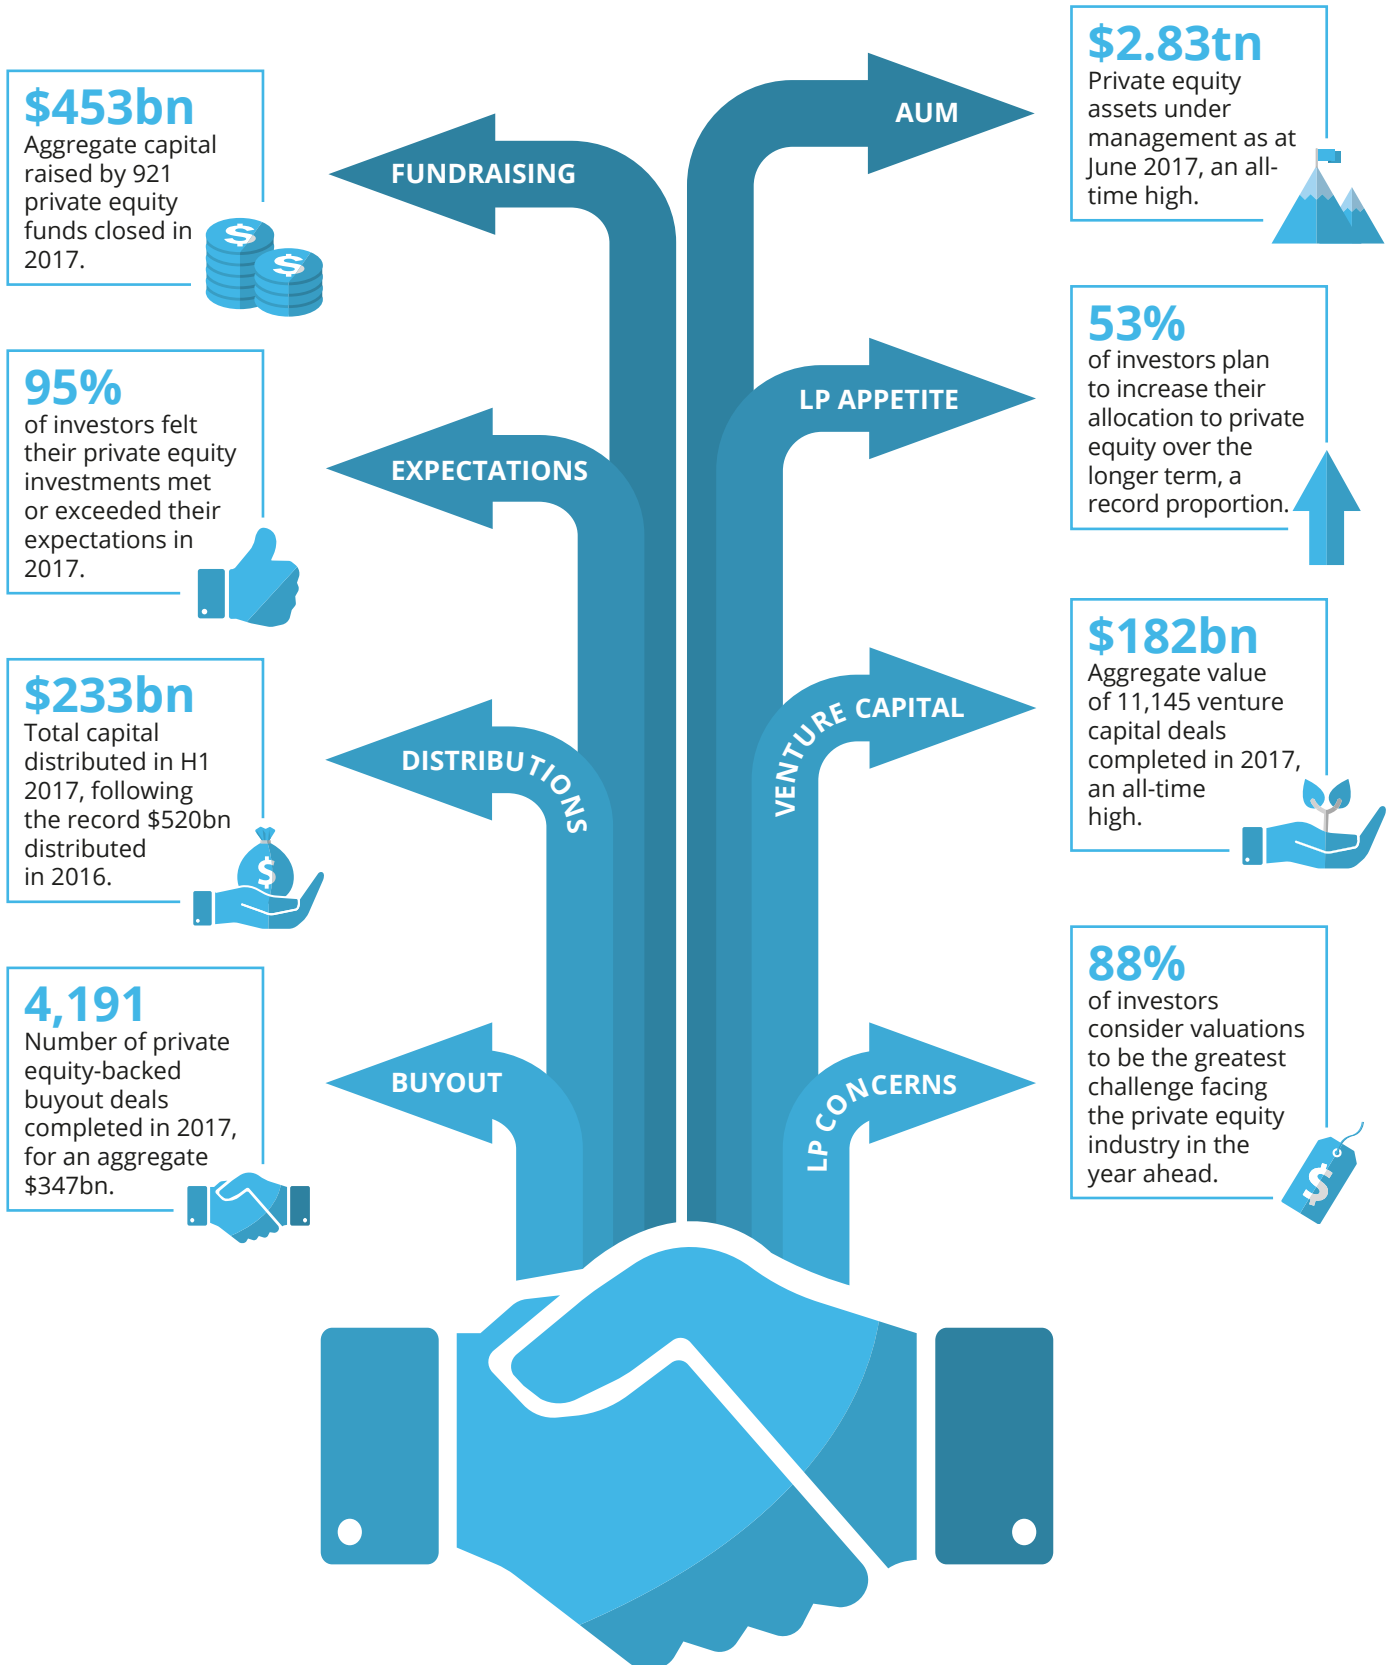 $453bn
Aggregate capital
raised by 921
private equity
funds closed in
2017.
FUNDRAISING
95%
of investors felt
their private equity
investments met
or exceeded their
expectations in
2017.
EXPECTATIONS
$233bn
Total capital
distributed in H1
2017, following
the record $520bn
distributed
in 2016.
DISTRIBUTIONS
4,191
Number of private
equity-backed
buyout deals
completed in 2017,
for an aggregate
$347bn.
BUYOUT
AUM
$2.83tn
Private equity
assets under
management as at
June 2017, an all-
time high.
LP APPETITE
53%
of investors plan
to increase their
allocation to private
equity over the
longer term, a
record proportion.
VENTURE CAPITAL
$182bn
Aggregate value
of 11,145 venture
capital deals
completed in 2017,
an all-time
high.
LP CONCERNS
88%
of investors
consider valuations
to be the greatest
challenge facing
the private equity
industry in the
year ahead.
$
$
$
$